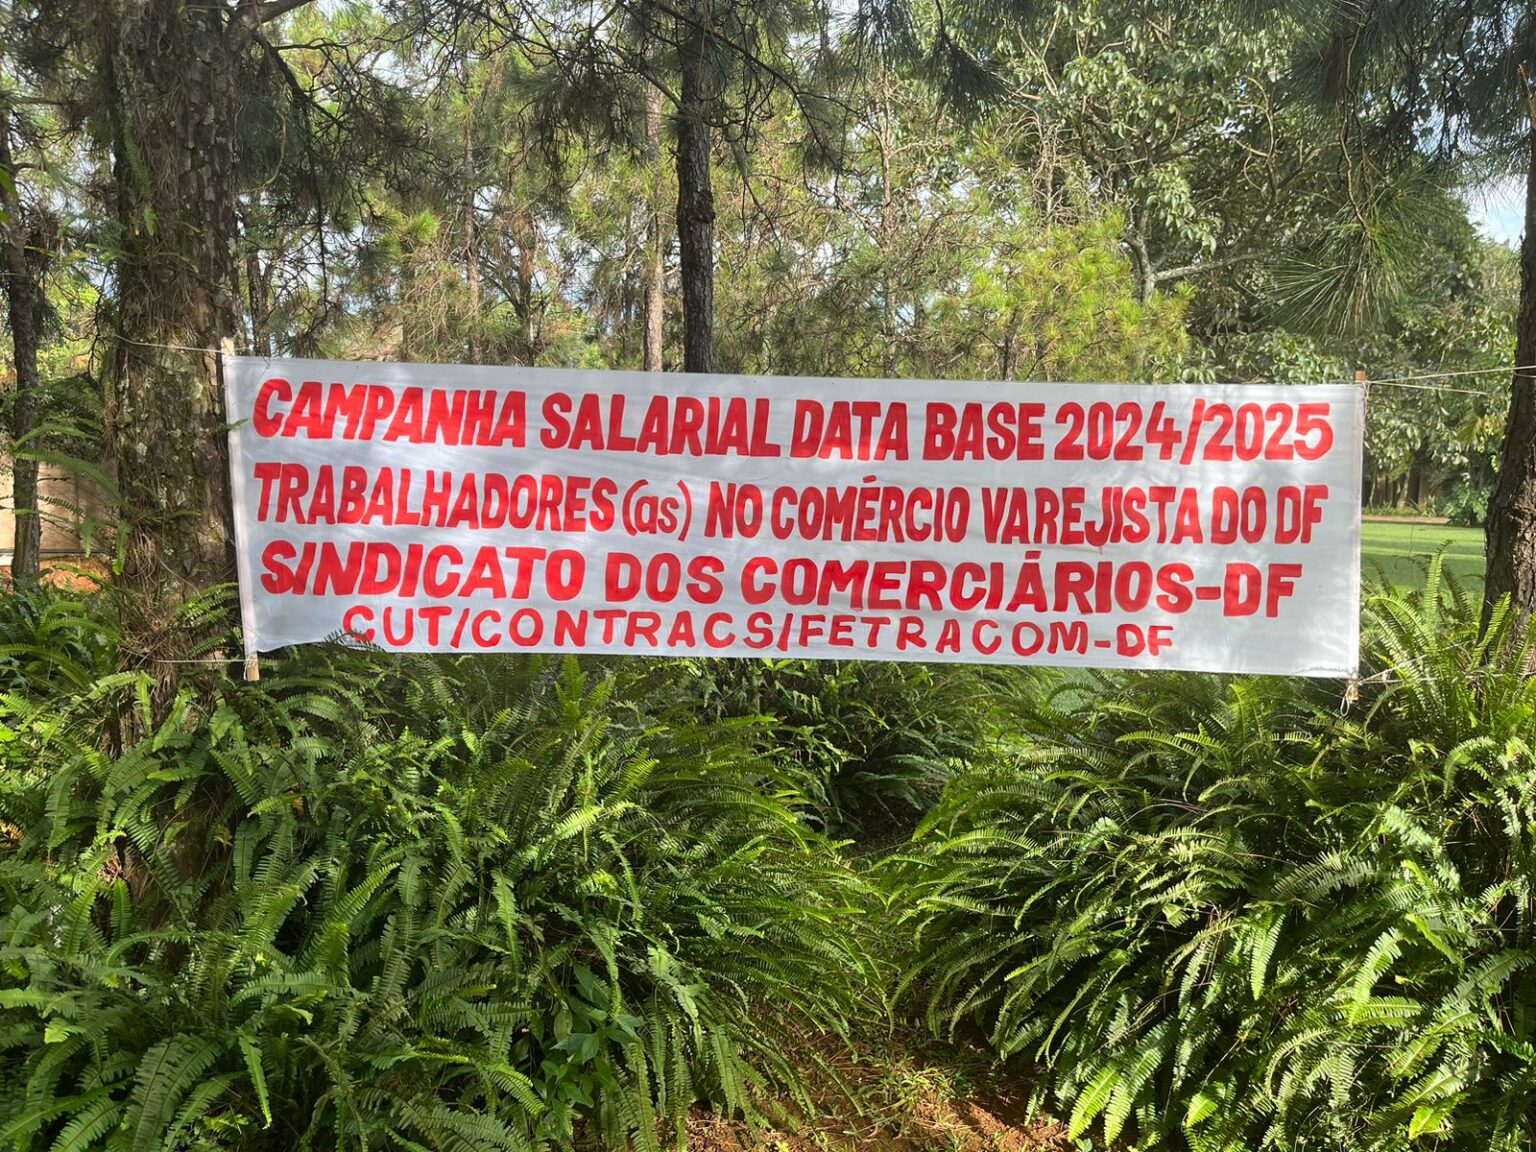 CAMPANHA SALARIAL DATA BASE 2024/2025
TRABALHADORES(as) NO COMÉRCIO VAREJISTA DO DF
SINDICATO DOS COMERCIÁRIOS-DF
CUT/CONTRACS/FETRACOM-DF